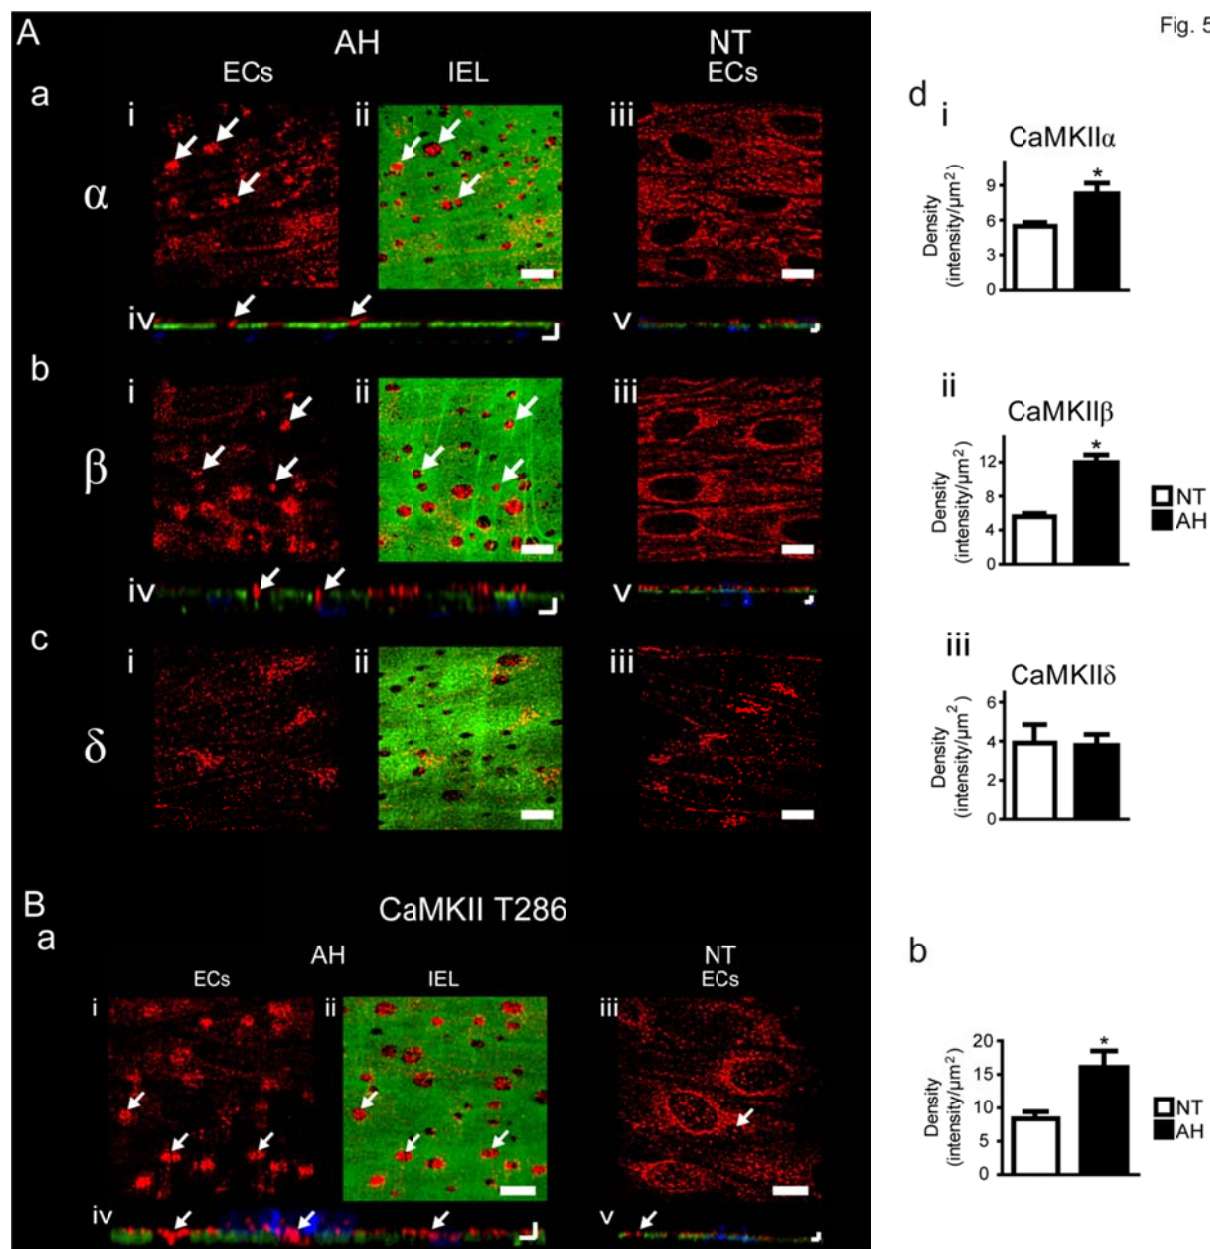 Fig. 5
A
AH
NT
ECs
IEL
ECs
a
i
ii
iii
α
iv
v
b
i
ii
iii
β
iv
v
c
i
ii
iii
δ
d
i
CaMKIIα
Density
(intensity/μm²)
9
6
3
0
*
ii
CaMKIIβ
Density
(intensity/μm²)
12
8
4
0
*
NT
AH
iii
CaMKIIδ
Density
(intensity/μm²)
6
4
2
0
B
CaMKII T286
a
AH
NT
ECs
IEL
ECs
i
ii
iii
iv
v
b
Density
(intensity/μm²)
20
15
10
5
0
*
NT
AH